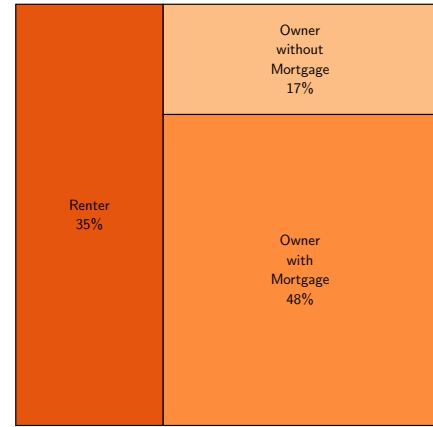 Owner
without
Mortgage
17%
Renter
35%
Owner
with
Mortgage
48%